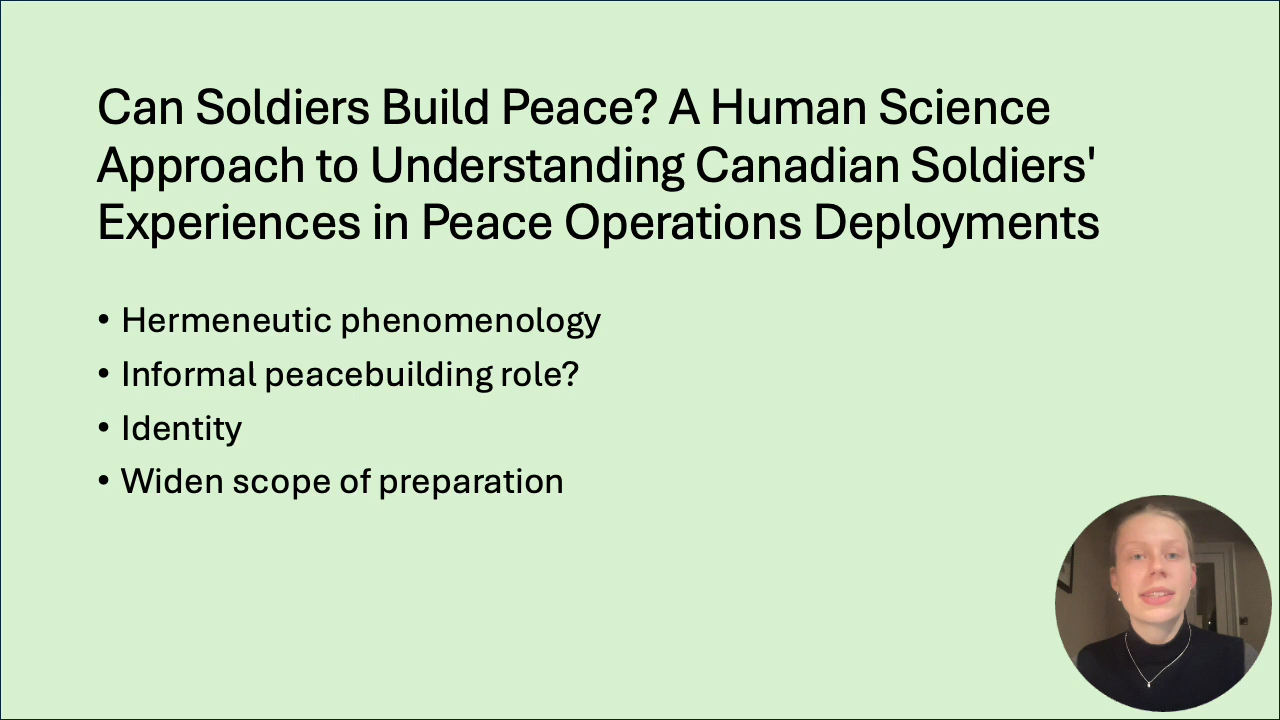 Can Soldiers Build Peace? A Human Science
Approach to Understanding Canadian Soldiers'
Experiences in Peace Operations Deployments
• Hermeneutic phenomenology
• Informal peacebuilding role?
• Identity
• Widen scope of preparation